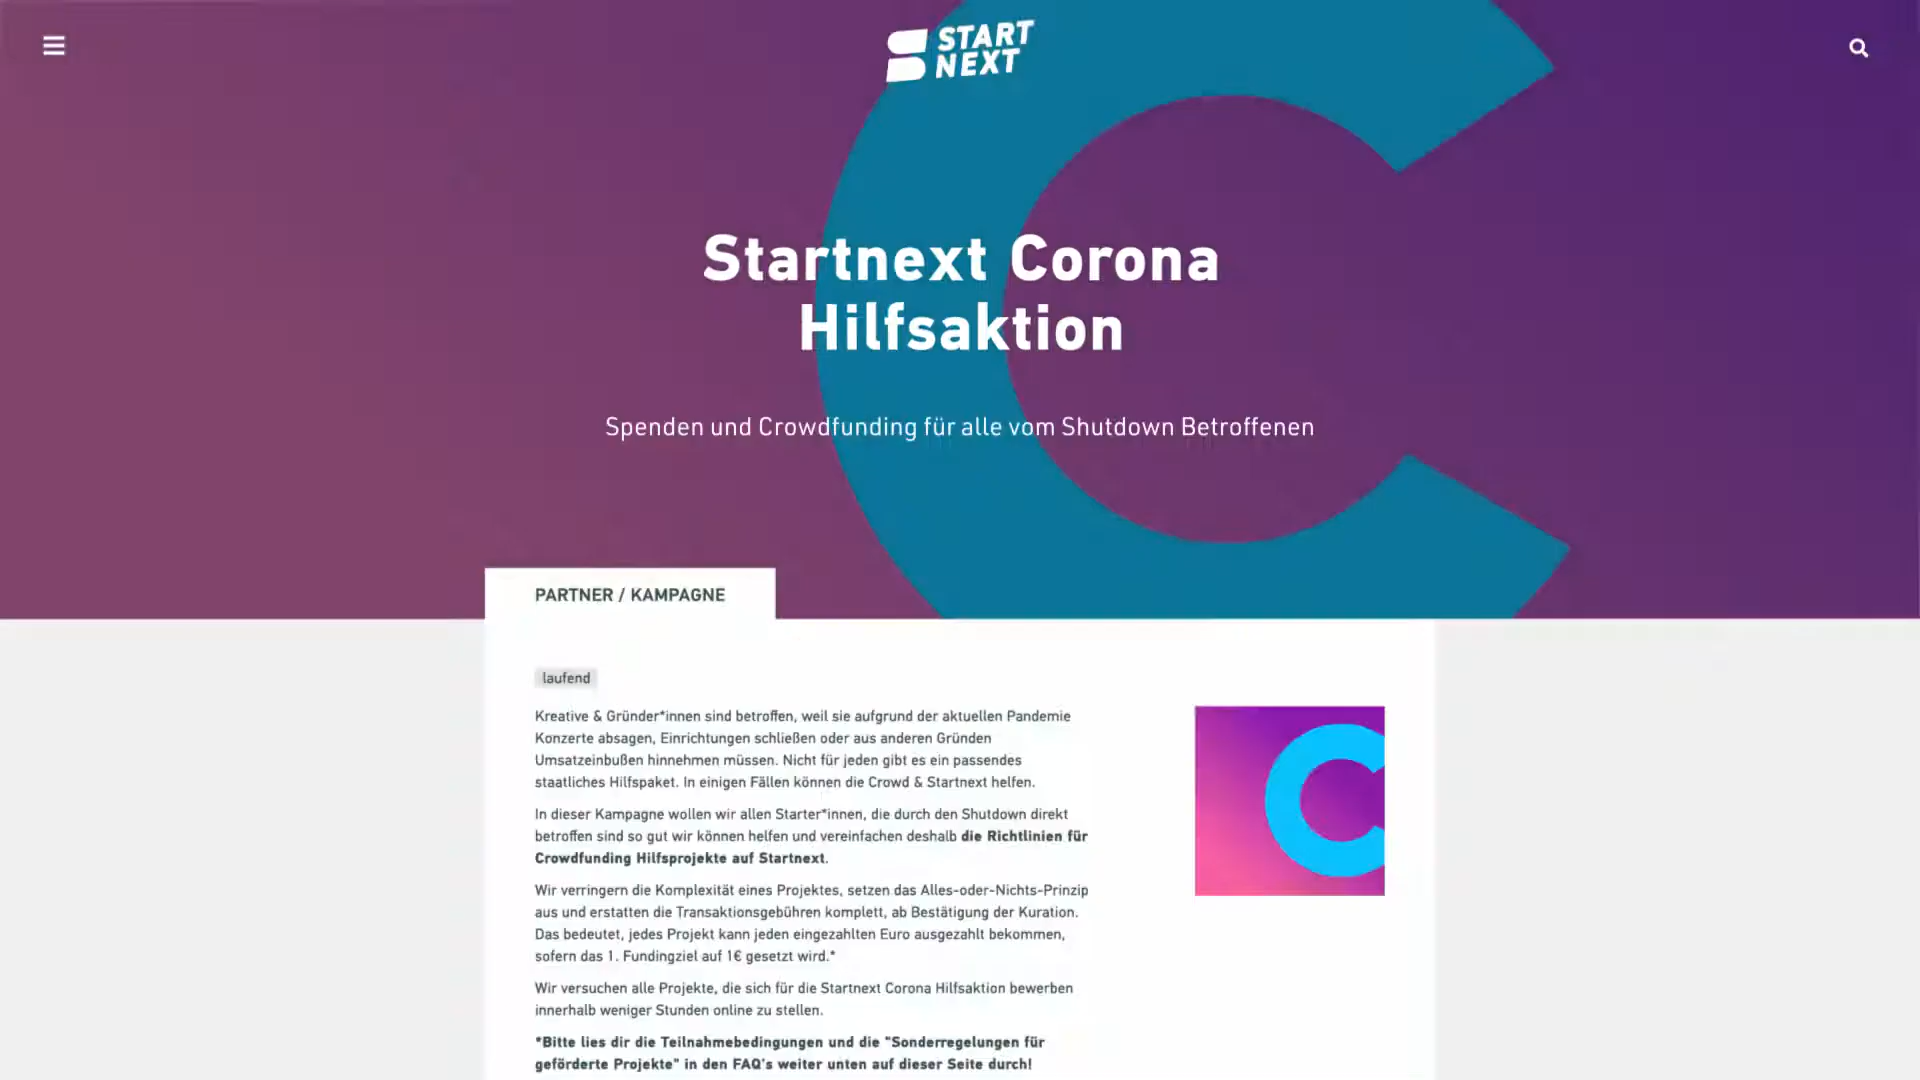 START
NEXT
Startnext Corona
Hilfsaktion
Spenden und Crowdfunding für alle vom Shutdown Betroffenen
PARTNER / KAMPAGNE
laufend
Kreative & Gründer*innen sind betroffen, weil sie aufgrund der aktuellen Pandemie
Konzerte absagen, Einrichtungen schließen oder aus anderen Gründen
Umsatzeinbußen hinnehmen müssen. Nicht für jeden gibt es ein passendes
staatliches Hilfspaket. In einigen Fällen können die Crowd & Startnext helfen.
In dieser Kampagne wollen wir allen Starter*innen, die durch den Shutdown direkt
betroffen sind so gut wir können helfen und vereinfachen deshalb die Richtlinien für
Crowdfunding Hilfsprojekte auf Startnext.
Wir verringern die Komplexität eines Projektes, setzen das Alles-oder-Nichts-Prinzip
aus und erstatten die Transaktionsgebühren komplett, ab Bestätigung der Kuration.
Das bedeutet, jedes Projekt kann jeden eingezahlten Euro ausgezahlt bekommen,
sofern das 1. Fundingziel auf 1€ gesetzt wird.*
Wir versuchen alle Projekte, die sich für die Startnext Corona Hilfsaktion bewerben
innerhalb weniger Stunden online zu stellen.
*Bitte lies dir die Teilnahmebedingungen und die "Sonderregelungen für
geförderte Projekte" in den FAQ's weiter unten auf dieser Seite durch!